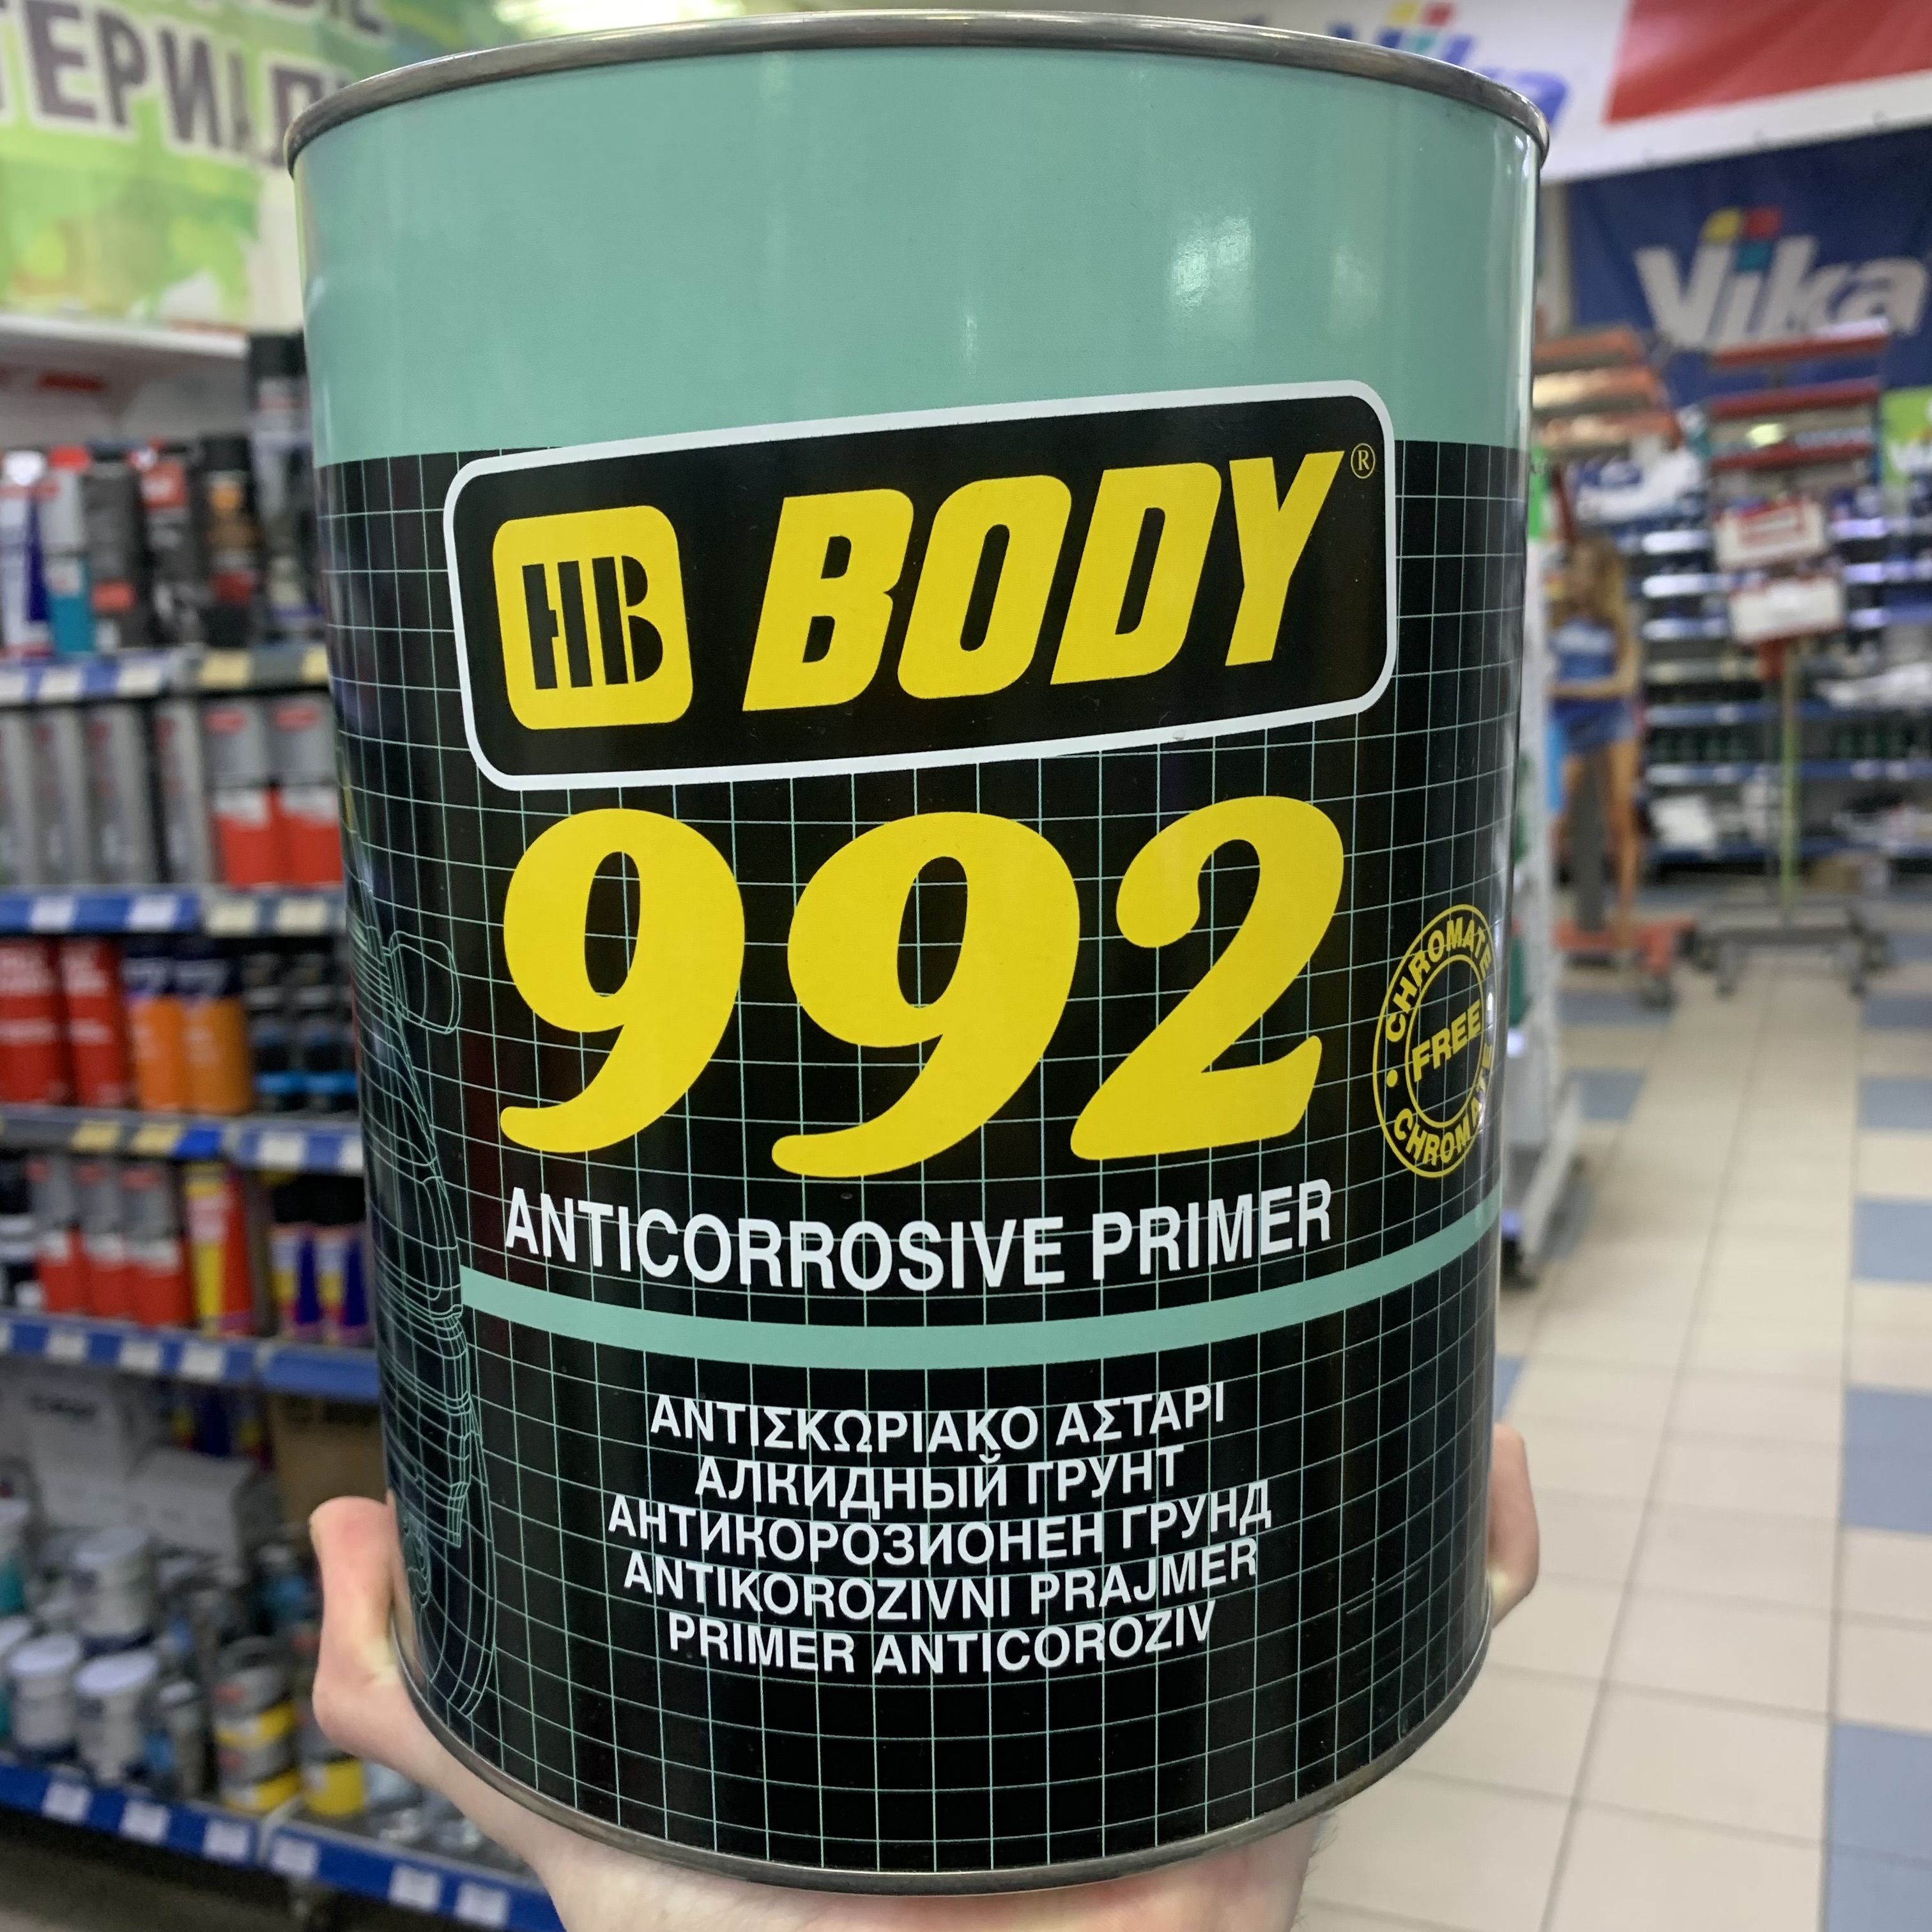 Vika
HB BODY®
992
CHROMATE FREE CHROMATE
ANTICORROSIVE PRIMER
ΑΝΤΙΣΚΩΡΙΑΚΟ ΑΣΤΑΡΙ
АЛКИДНЫЙ ГРУНТ
АНТИКОРОЗИОНЕН ГРУНД
ANTIKOROZIVNI PRAJMER
PRIMER ANTICOROZIV